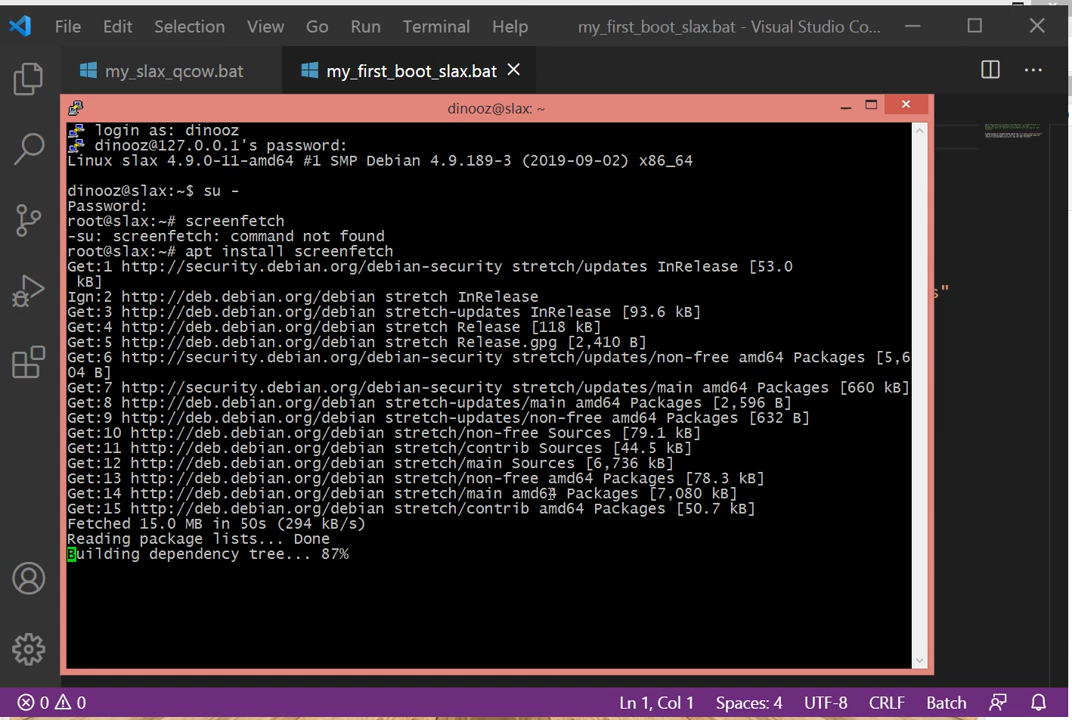 File Edit Selection View Go Run Terminal Help my_first_boot_slax.bat - Visual Studio Co...
my_slax_qcow.bat my_first_boot_slax.bat
dinooz@slax: ~
login as: dinooz
dinooz@127.0.0.1's password:
Linux slax 4.9.0-11-amd64 #1 SMP Debian 4.9.189-3 (2019-09-02) x86_64
dinooz@slax:~$ su -
Password:
root@slax:~# screenfetch
-su: screenfetch: command not found
root@slax:~# apt install screenfetch
Get:1 http://security.debian.org/debian-security stretch/updates InRelease [53.0
kB]
Ign:2 http://deb.debian.org/debian stretch InRelease
Get:3 http://deb.debian.org/debian stretch-updates InRelease [93.6 kB]
Get:4 http://deb.debian.org/debian stretch Release [118 kB]
Get:5 http://deb.debian.org/debian stretch Release.gpg [2,410 B]
Get:6 http://security.debian.org/debian-security stretch/updates/non-free amd64 Packages [5,6
04 B]
Get:7 http://security.debian.org/debian-security stretch/updates/main amd64 Packages [660 kB]
Get:8 http://deb.debian.org/debian stretch-updates/main amd64 Packages [2,596 B]
Get:9 http://deb.debian.org/debian stretch-updates/non-free amd64 Packages [632 B]
Get:10 http://deb.debian.org/debian stretch/non-free Sources [79.1 kB]
Get:11 http://deb.debian.org/debian stretch/contrib Sources [44.5 kB]
Get:12 http://deb.debian.org/debian stretch/main Sources [6,736 kB]
Get:13 http://deb.debian.org/debian stretch/non-free amd64 Packages [78.3 kB]
Get:14 http://deb.debian.org/debian stretch/main amd64 Packages [7,080 kB]
Get:15 http://deb.debian.org/debian stretch/contrib amd64 Packages [50.7 kB]
Fetched 15.0 MB in 50s (294 kB/s)
Reading package lists... Done
Building dependency tree... 87%
s"
0 0 Ln 1, Col 1 Spaces: 4 UTF-8 CRLF Batch